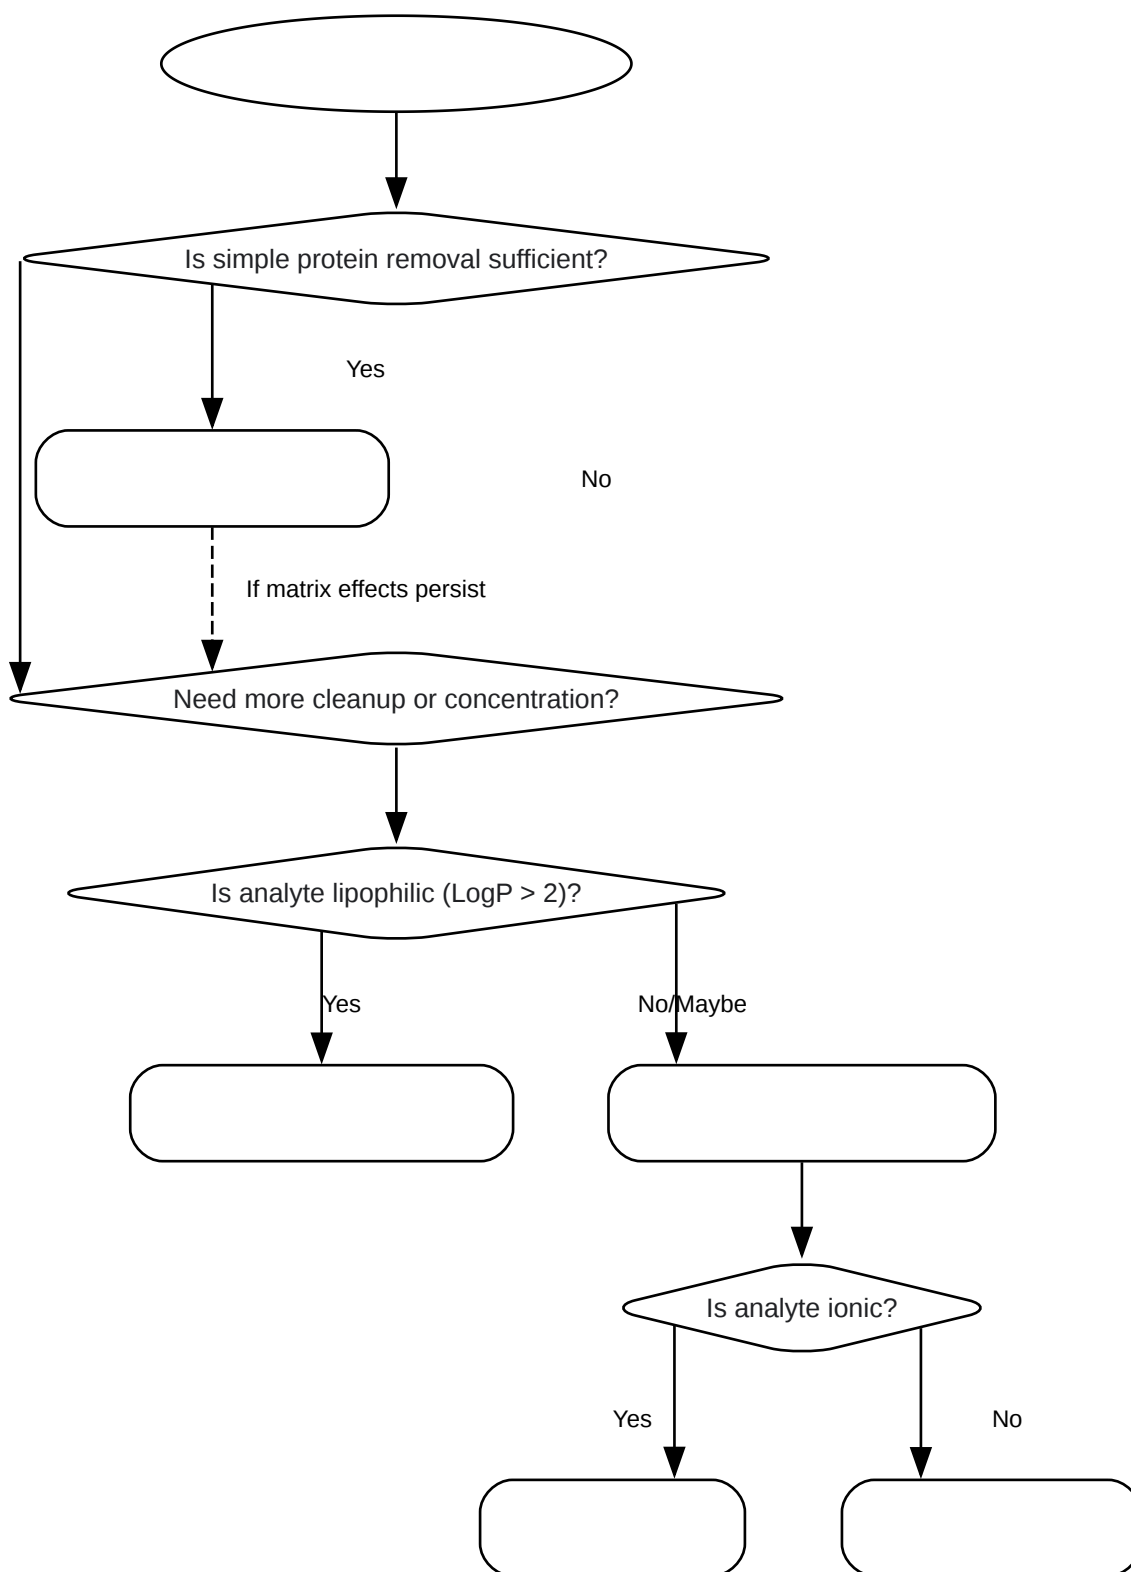 Is simple protein removal sufficient?
Yes
No
If matrix effects persist
Need more cleanup or concentration?
Is analyte lipophilic (LogP > 2)?
Yes
No/Maybe
Is analyte ionic?
Yes
No